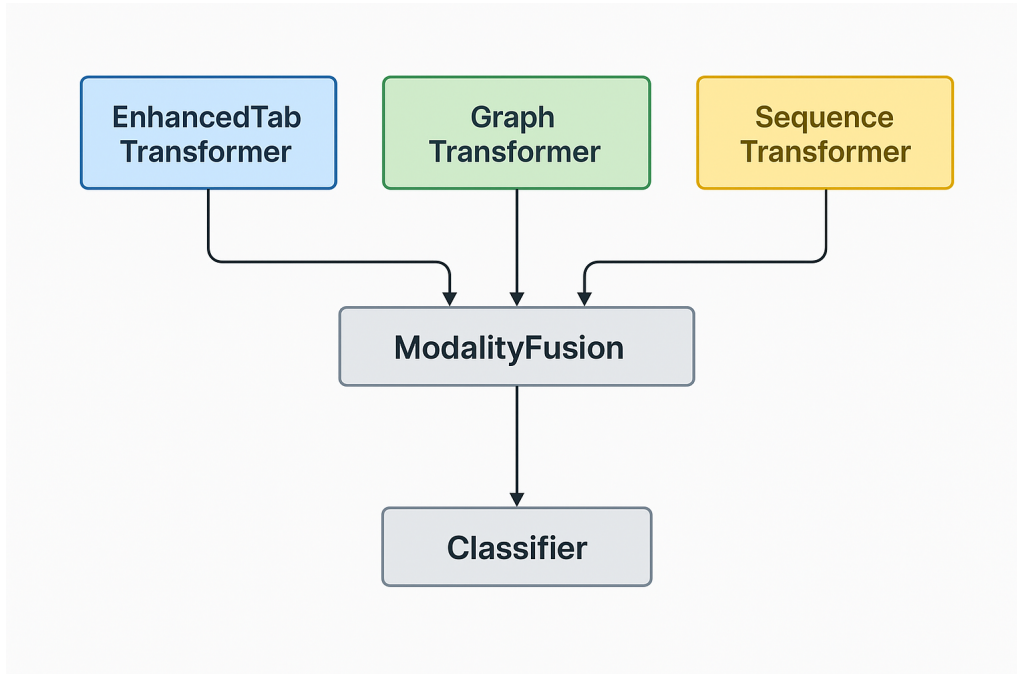 EnhancedTab
Transformer
Graph
Transformer
Sequence
Transformer
ModalityFusion
Classifier